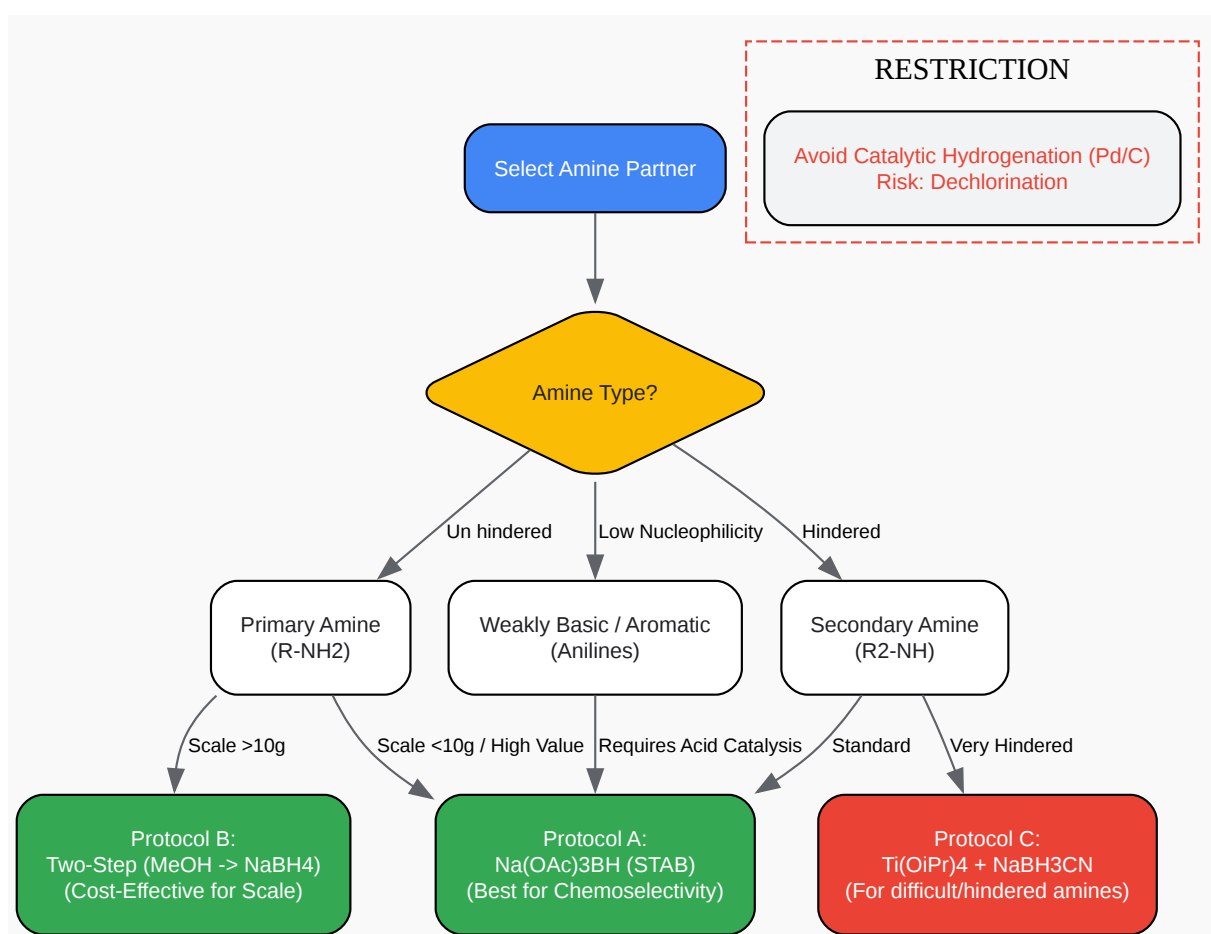 RESTRICTION
Avoid Catalytic Hydrogenation (Pd/C)
Risk: Dechlorination
Select Amine Partner
Amine Type?
Un hindered
Low Nucleophilicity
Hindered
Primary Amine
(R-NH2)
Weakly Basic / Aromatic
(Anilines)
Secondary Amine
(R2-NH)
Scale >10g
Scale <10g / High Value
Requires Acid Catalysis
Standard
Very Hindered
Protocol B:
Two-Step (MeOH -> NaBH4)
(Cost-Effective for Scale)
Protocol A:
Na(OAc)3BH (STAB)
(Best for Chemoselectivity)
Protocol C:
Ti(OiPr)4 + NaBH3CN
(For difficult/hindered amines)